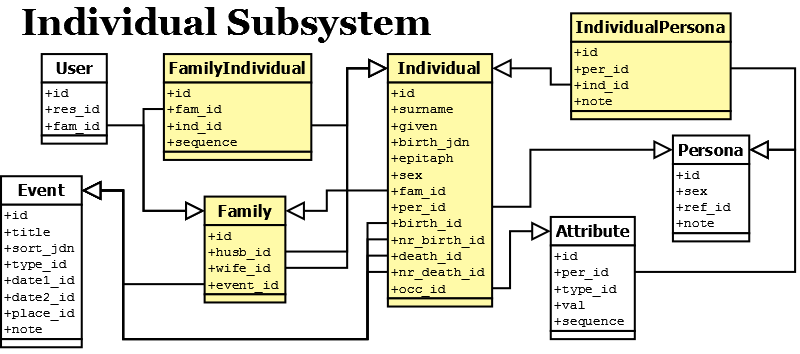 Individual Subsystem
User
+id
+res_id
+fam_id
FamilyIndividual
+id
+fam_id
+ind_id
+sequence
Individual
+id
+surname
+given
+birth_jdn
+epitaph
+sex
+fam_id
+per_id
+birth_id
+nr_birth_id
+death_id
+nr_death_id
+occ_id
IndividualPersona
+id
+per_id
+ind_id
+note
Persona
+id
+sex
+ref_id
+note
Event
+id
+title
+sort_jdn
+type_id
+date1_id
+date2_id
+place_id
+note
Family
+id
+husb_id
+wife_id
+event_id
Attribute
+id
+per_id
+type_id
+val
+sequence